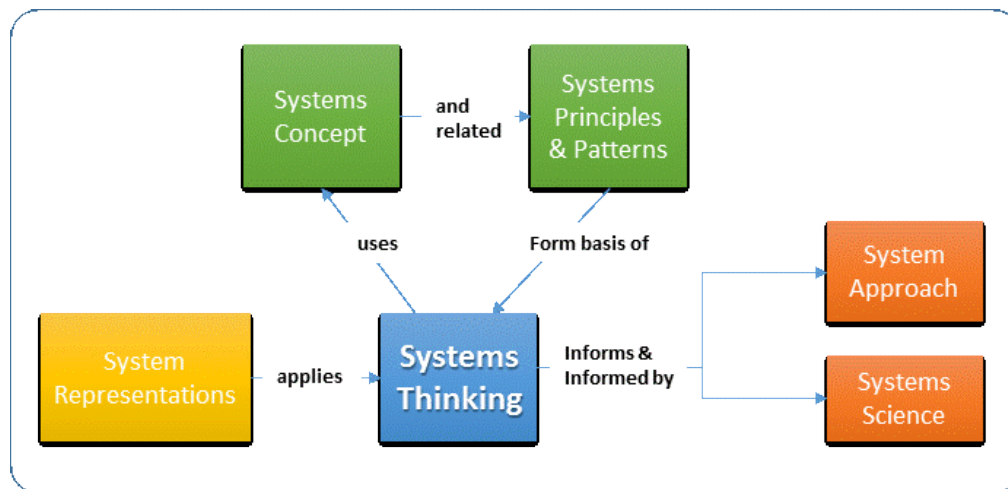 Systems
Concept
and
related
Systems
Principles
& Patterns
uses
Form basis of
System
Approach
System
Representations
applies
Systems
Thinking
Informs &
Informed by
Systems
Science